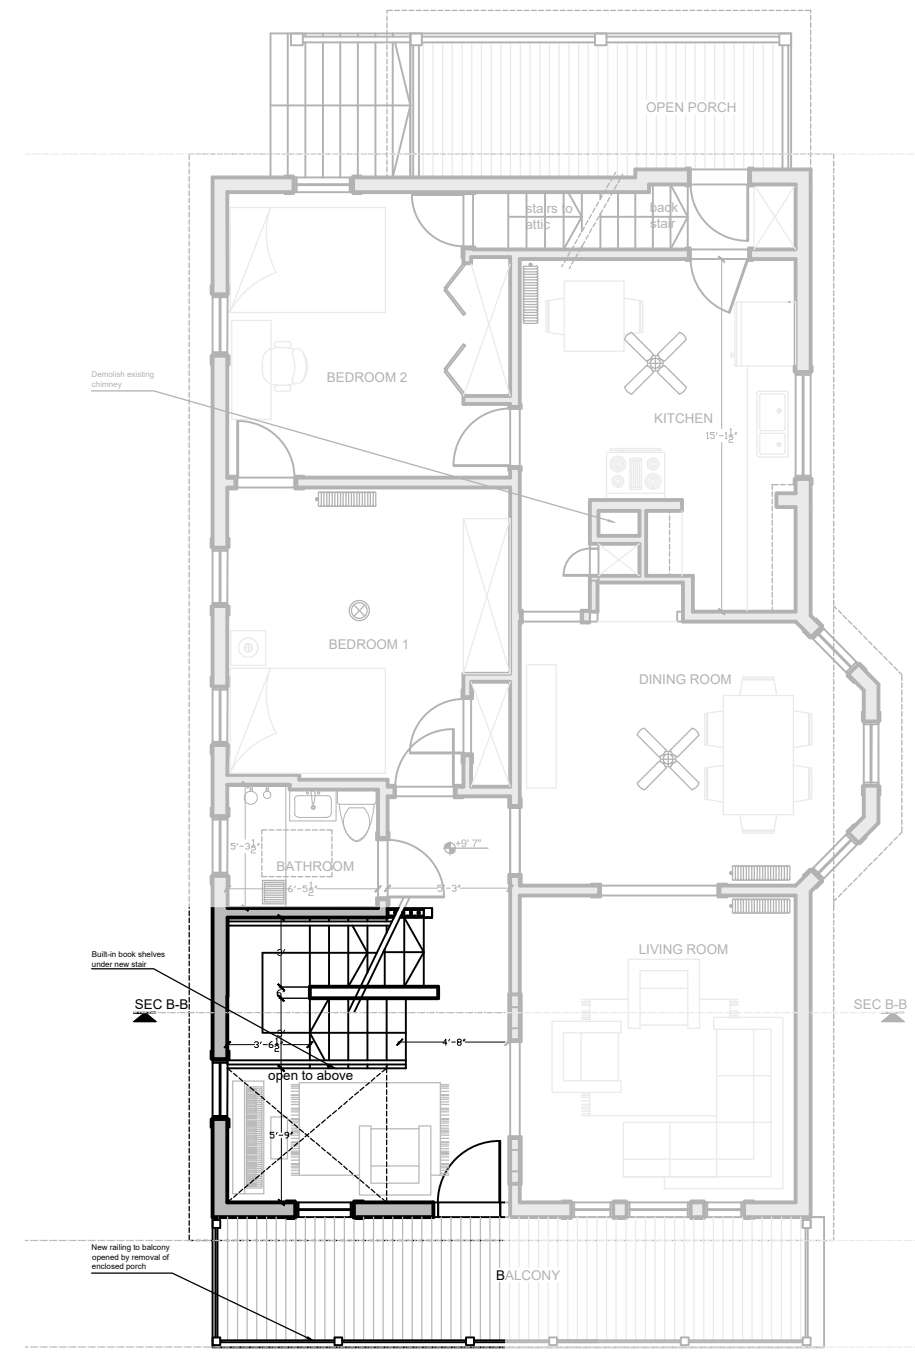 OPEN PORCH
stairs to
attic
back
stair
Demolish existing
chimney
BEDROOM 2
KITCHEN
15'-1½"
BEDROOM 1
DINING ROOM
+9' 7"
5'-3½"
BATHROOM
6'-5½"
5'-3"
LIVING ROOM
Built-in book shelves
under new stair
3'
6"
SEC B-B
SEC B-B
3'
3'-6½"
4'-8"
open to above
5'-9"
New railing to balcony
opened by removal of
enclosed porch
BALCONY